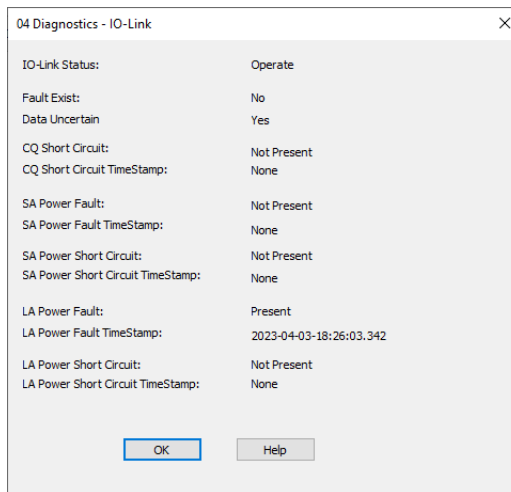 04 Diagnostics - IO-Link
IO-Link Status: Operate
Fault Exist: No
Data Uncertain Yes
CQ Short Circuit: Not Present
CQ Short Circuit TimeStamp: None
SA Power Fault: Not Present
SA Power Fault TimeStamp: None
SA Power Short Circuit: Not Present
SA Power Short Circuit TimeStamp: None
LA Power Fault: Present
LA Power Fault TimeStamp: 2023-04-03-18:26:03.342
LA Power Short Circuit: Not Present
LA Power Short Circuit TimeStamp: None
OK Help